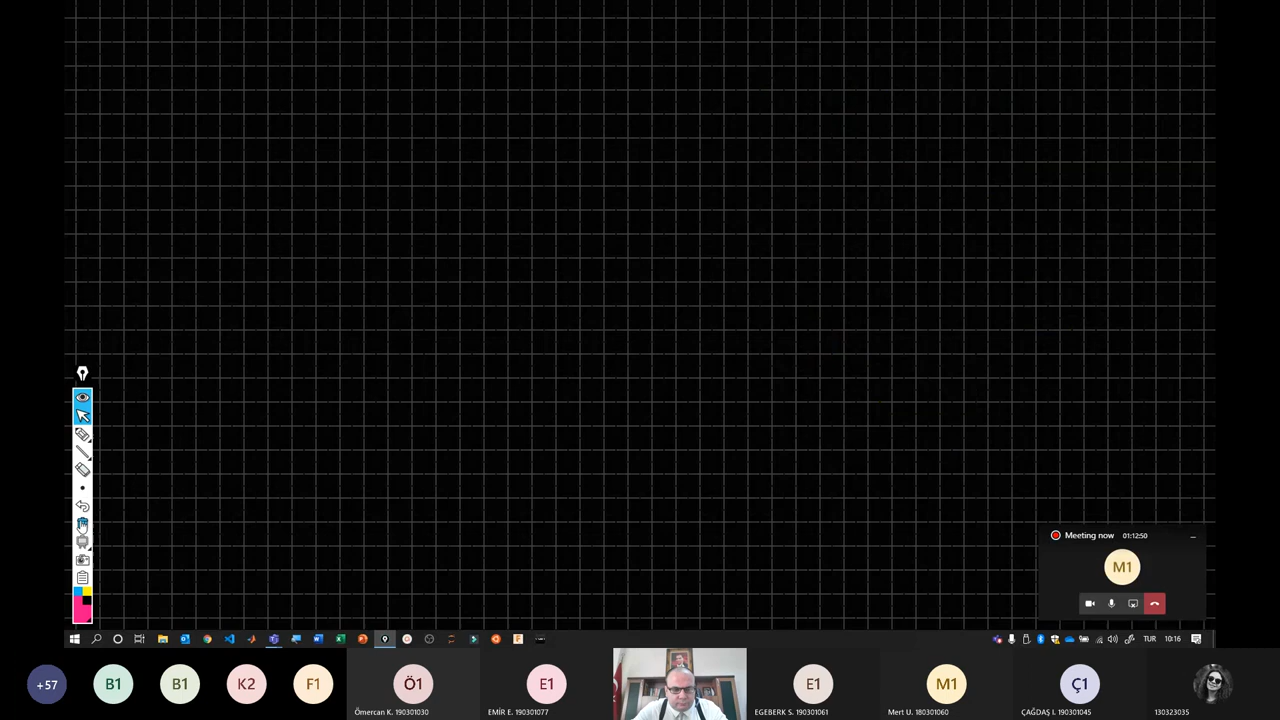 Meeting now 01:12:50
M1
TUR 10:16
+57
B1
B1
K2
F1
Ö1
Ömercan K. 190301030
E1
EMİR E. 190301077
E1
EGEBERK S. 190301061
M1
Mert U. 180301060
Ç1
ÇAĞDAŞ I. 190301045
130323035